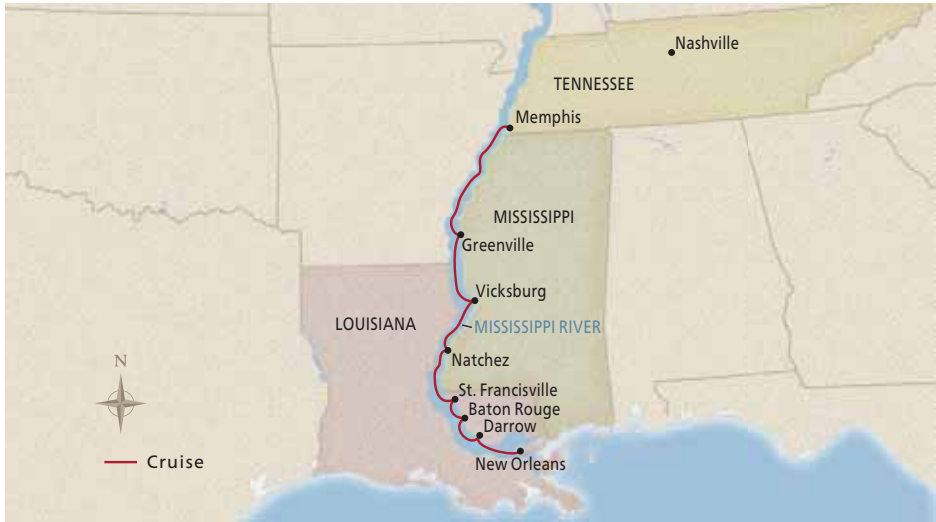 Nashville
TENNESSEE
Memphis
MISSISSIPPI
Greenville
Vicksburg
LOUISIANA
MISSISSIPPI RIVER
Natchez
N
St. Francisville
Baton Rouge
Darrow
New Orleans
Cruise